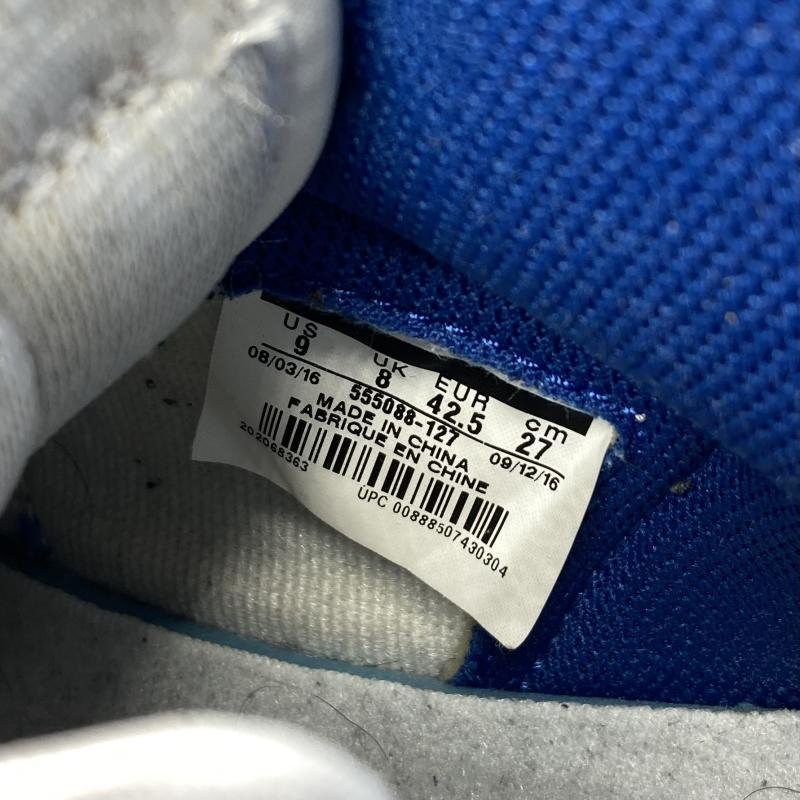 US UK EUR cm
9 8 42.5 27
08/03/16 555088-127 09/12/16
MADE IN CHINA
FABRIQUE EN CHINE
202068363
UPC 00888507430304